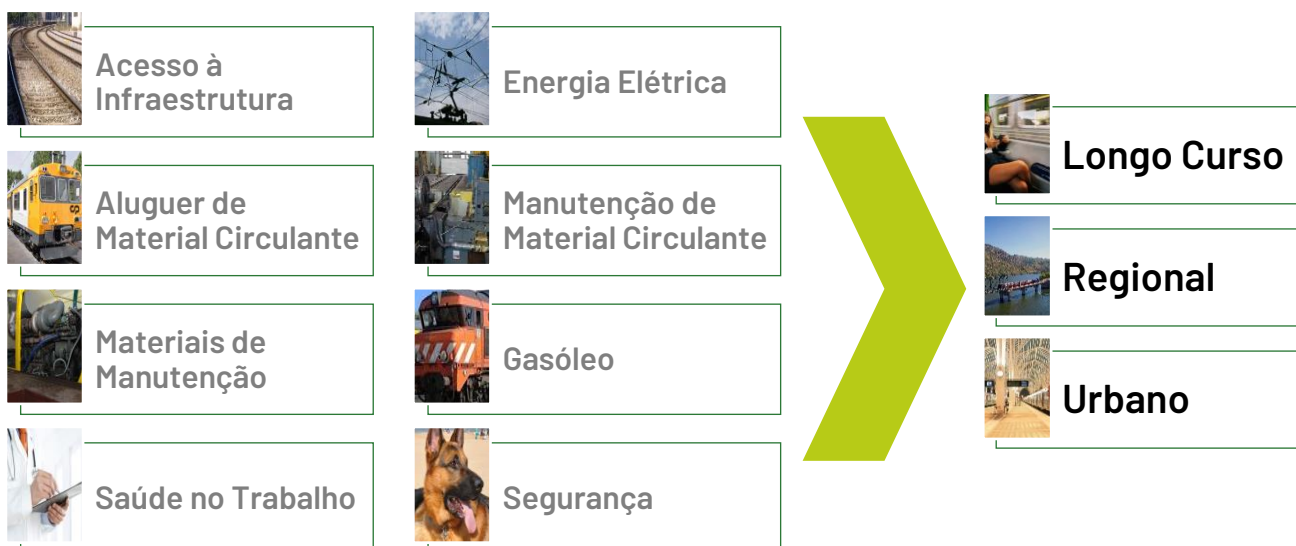 Acesso à
Infraestrutura
Energia Elétrica
Aluguer de
Material Circulante
Manutenção de
Material Circulante
Materiais de
Manutenção
Gasóleo
Saúde no Trabalho
Segurança
Longo Curso
Regional
Urbano